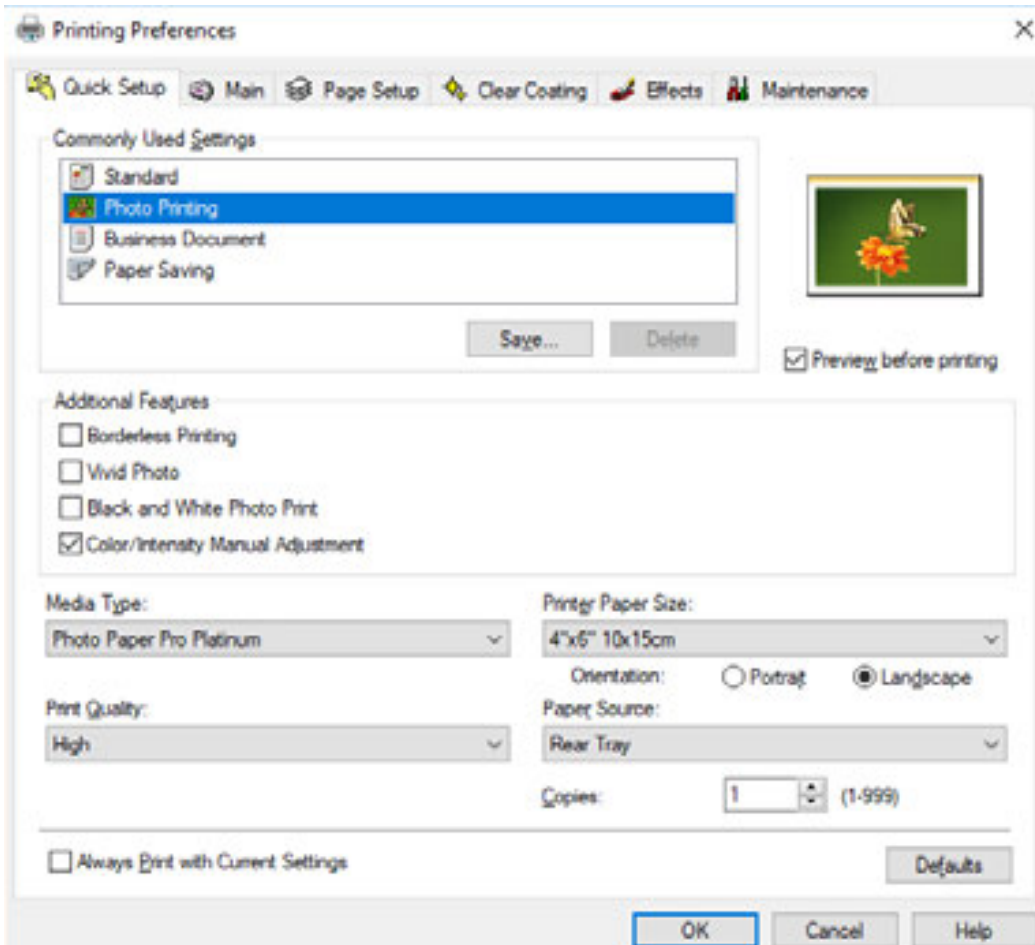 Printing Preferences
Quick Setup Main Page Setup Clear Coating Effects Maintenance
Commonly Used Settings
Standard
Photo Printing
Business Document
Paper Saving
Save... Delete
Preview before printing
Additional Features
Borderless Printing
Vivid Photo
Black and White Photo Print
Color/Intensity Manual Adjustment
Media Type: Printer Paper Size:
Photo Paper Pro Platinum 4"x6" 10x15cm
Orientation: Portrait Landscape
Print Quality: Paper Source:
High Rear Tray
Copies: 1 (1-999)
Always Print with Current Settings Defaults
OK Cancel Help